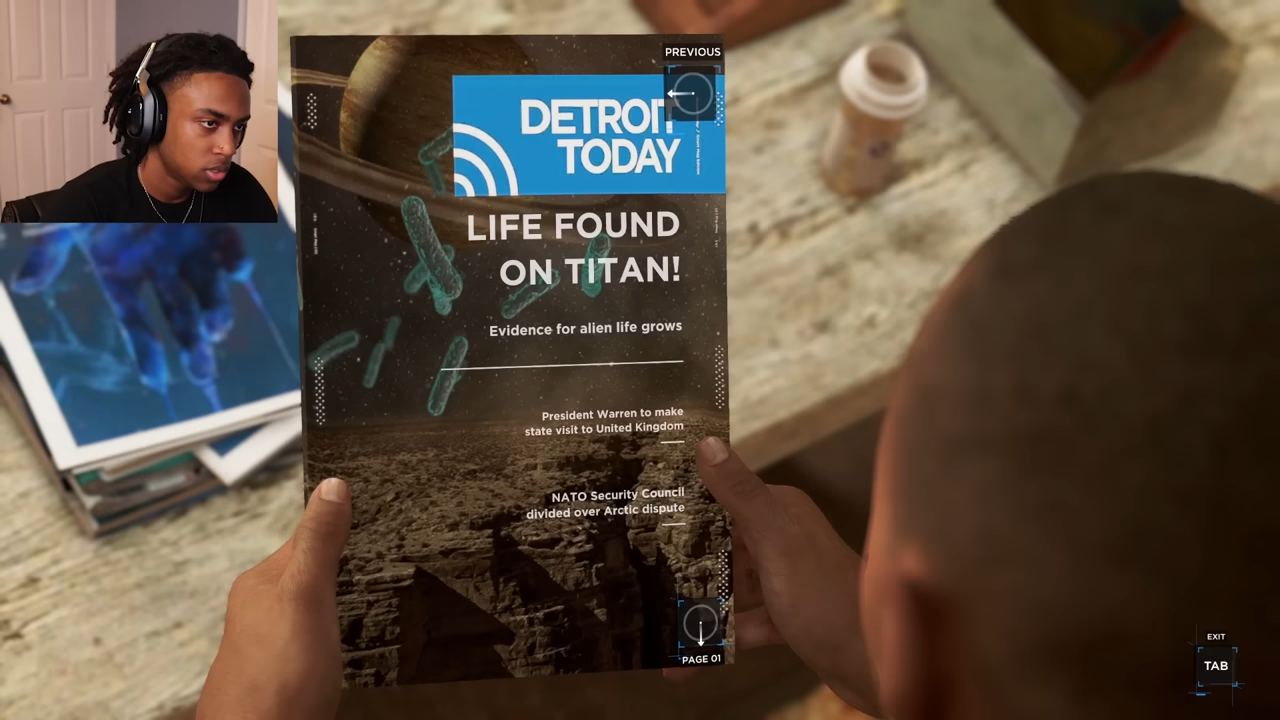 PREVIOUS
DETROIT
TODAY
LIFE FOUND
ON TITAN!
Evidence for alien life grows
President Warren to make
state visit to United Kingdom
NATO Security Council
divided over Arctic dispute
PAGE 01
EXIT
TAB